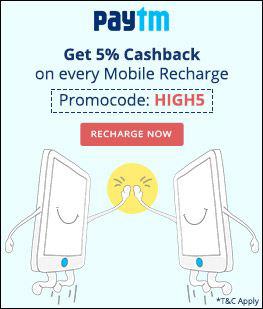 paytm
Get 5% Cashback
on every Mobile Recharge
Promocode: HIGH5
RECHARGE NOW
*T&C Apply